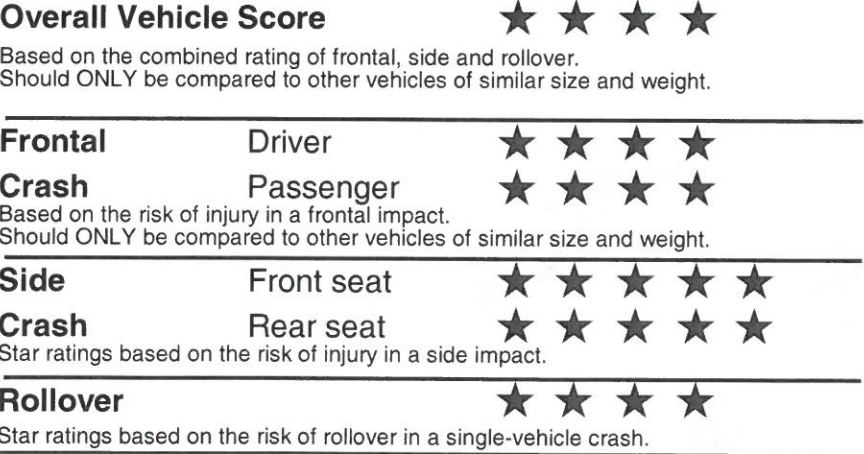 Overall Vehicle Score ★ ★ ★ ★
Based on the combined rating of frontal, side and rollover.
Should ONLY be compared to other vehicles of similar size and weight.
Frontal Driver ★ ★ ★ ★
Crash Passenger ★ ★ ★ ★
Based on the risk of injury in a frontal impact.
Should ONLY be compared to other vehicles of similar size and weight.
Side Front seat ★ ★ ★ ★ ★
Crash Rear seat ★ ★ ★ ★ ★
Star ratings based on the risk of injury in a side impact.
Rollover ★ ★ ★ ★
Star ratings based on the risk of rollover in a single-vehicle crash.